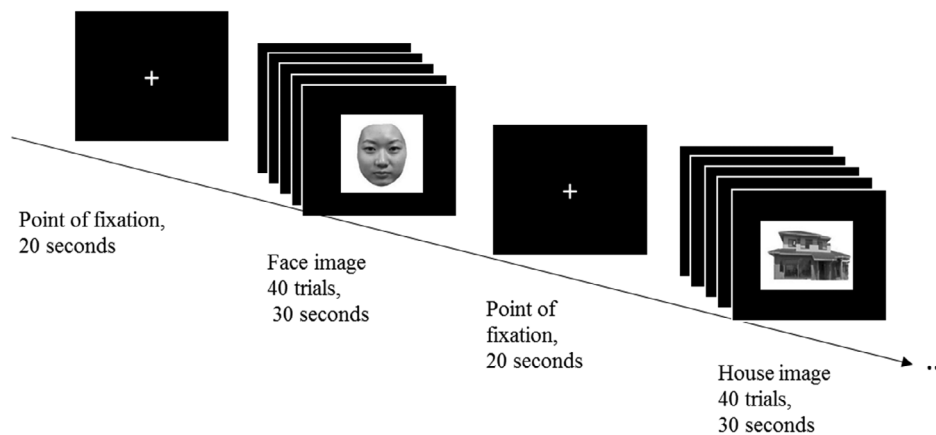 Point of fixation,
20 seconds
Face image
40 trials,
30 seconds
Point of
fixation,
20 seconds
House image
40 trials,
30 seconds
..